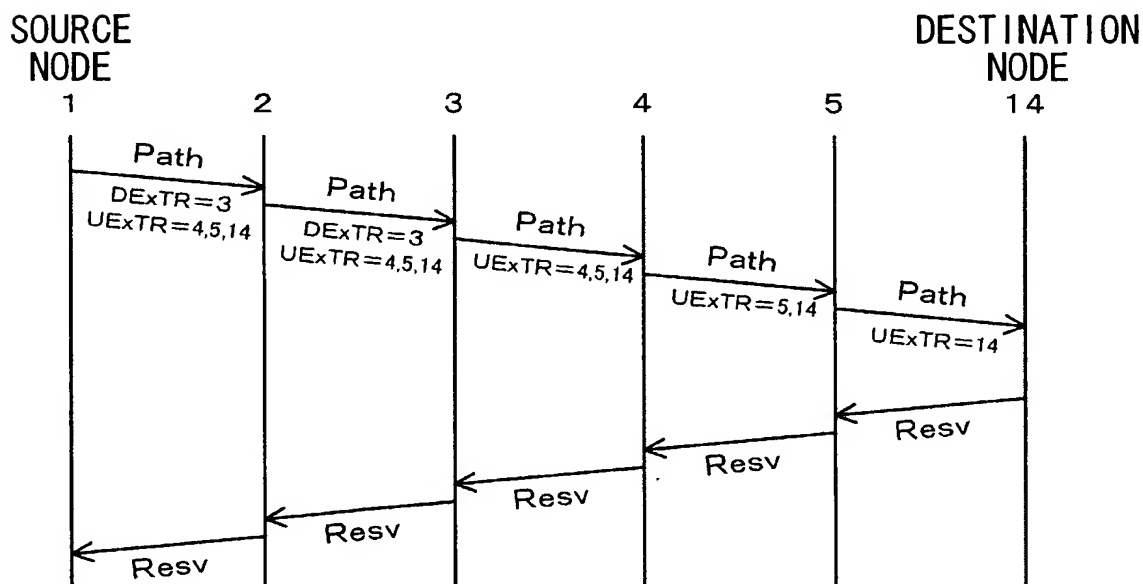 SOURCE
NODE
DESTINATION
NODE
1 2 3 4 5 14
Path
DExTR=3
UExTR=4,5,14
Path
DExTR=3
UExTR=4,5,14
Path
UExTR=4,5,14
Path
UExTR=5,14
Path
UExTR=14
Resv
Resv
Resv
Resv
Resv